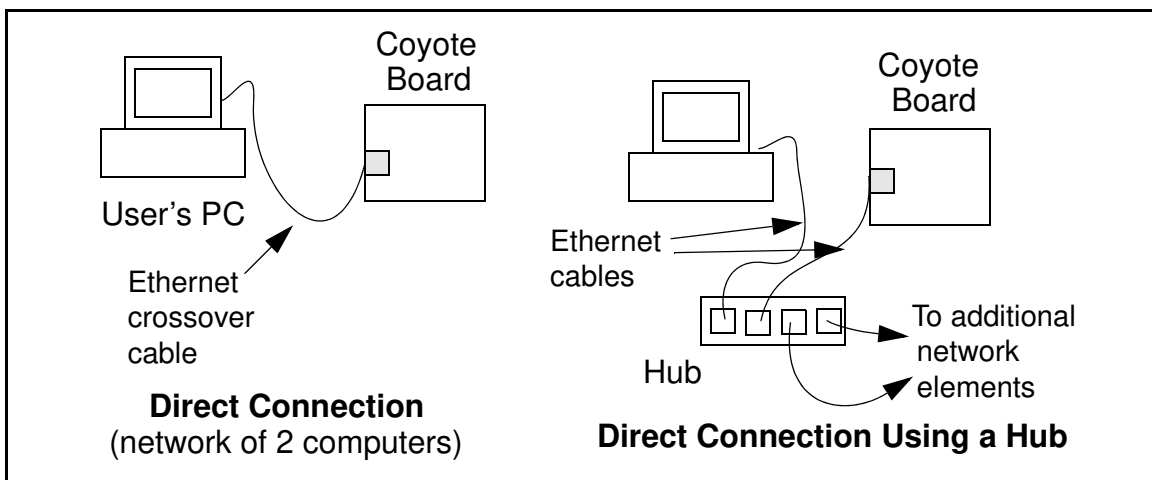 Coyote
Board
User's PC
Ethernet
crossover
cable
Direct Connection
(network of 2 computers)
Coyote
Board
Ethernet
cables
Hub
To additional
network
elements
Direct Connection Using a Hub